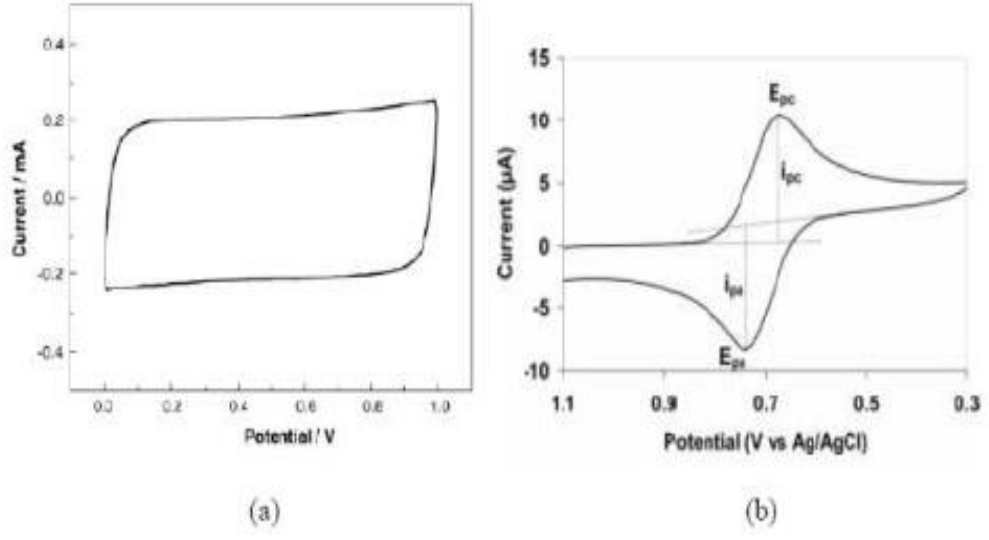 0.4
0.2
0.0
-0.2
-0.4
Current / mA
0.0 0.2 0.4 0.6 0.8 1.0
Potential / V
(a)
15
10
5
0
-5
-10
Current (µA)
Epc
ipc
ipa
Epa
1.1 0.9 0.7 0.5 0.3
Potential (V vs Ag/AgCl)
(b)